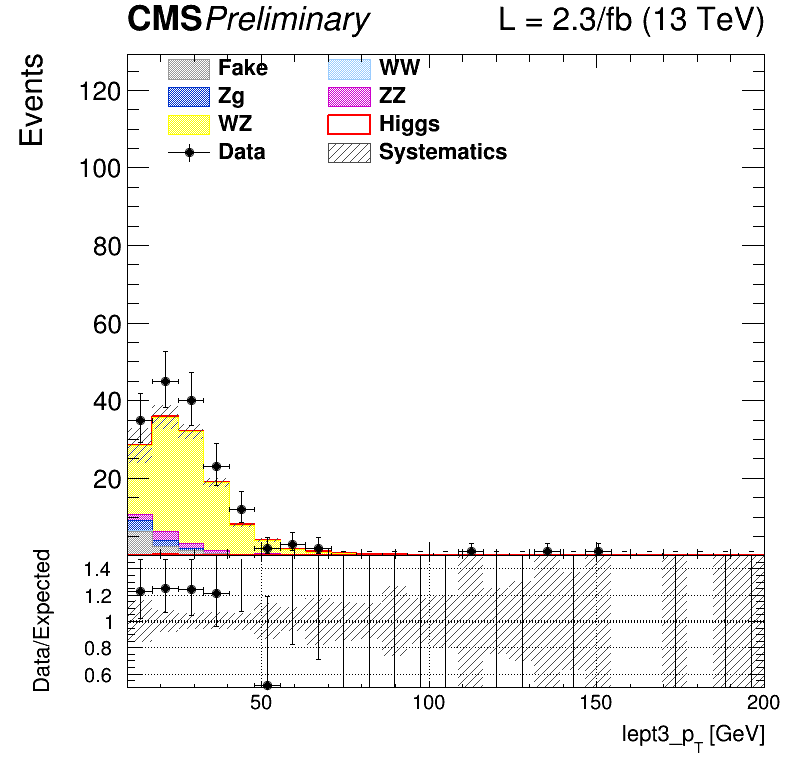 CMS Preliminary L = 2.3/fb (13 TeV)
Events
Fake WW
Zg ZZ
WZ Higgs
Data Systematics
120
100
80
60
40
20
Data/Expected
1.4
1.2
1
0.8
0.6
50 100 150 200
lept3_p_T [GeV]